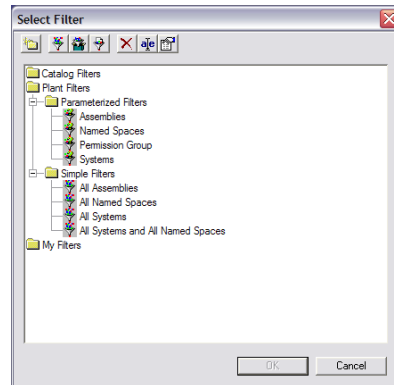 Select Filter
a|e
Catalog Filters
Plant Filters
Parameterized Filters
Assemblies
Named Spaces
Permission Group
Systems
Simple Filters
All Assemblies
All Named Spaces
All Systems
All Systems and All Named Spaces
My Filters
OK Cancel